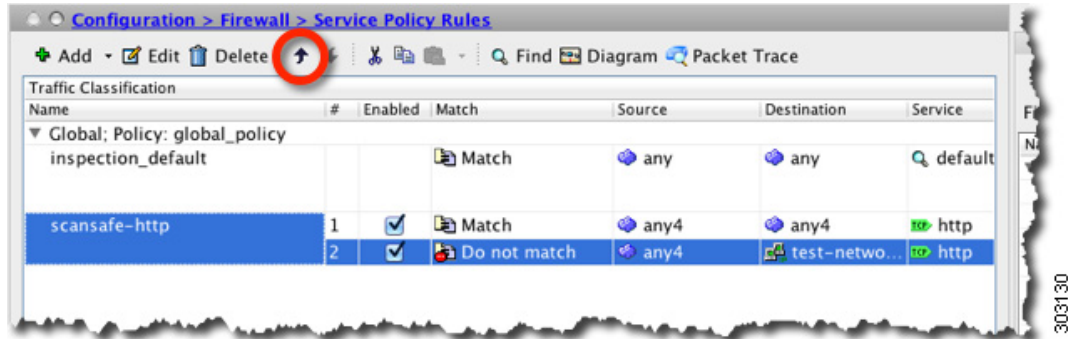 Configuration > Firewall > Service Policy Rules
Add Edit Delete Find Diagram Packet Trace
Traffic Classification
Name # Enabled Match Source Destination Service
Global; Policy: global_policy
inspection_default Match any any default
scansafe-http 1 Match any4 any4 TCP http
2 Do not match any4 test-netwo... TCP http
303130